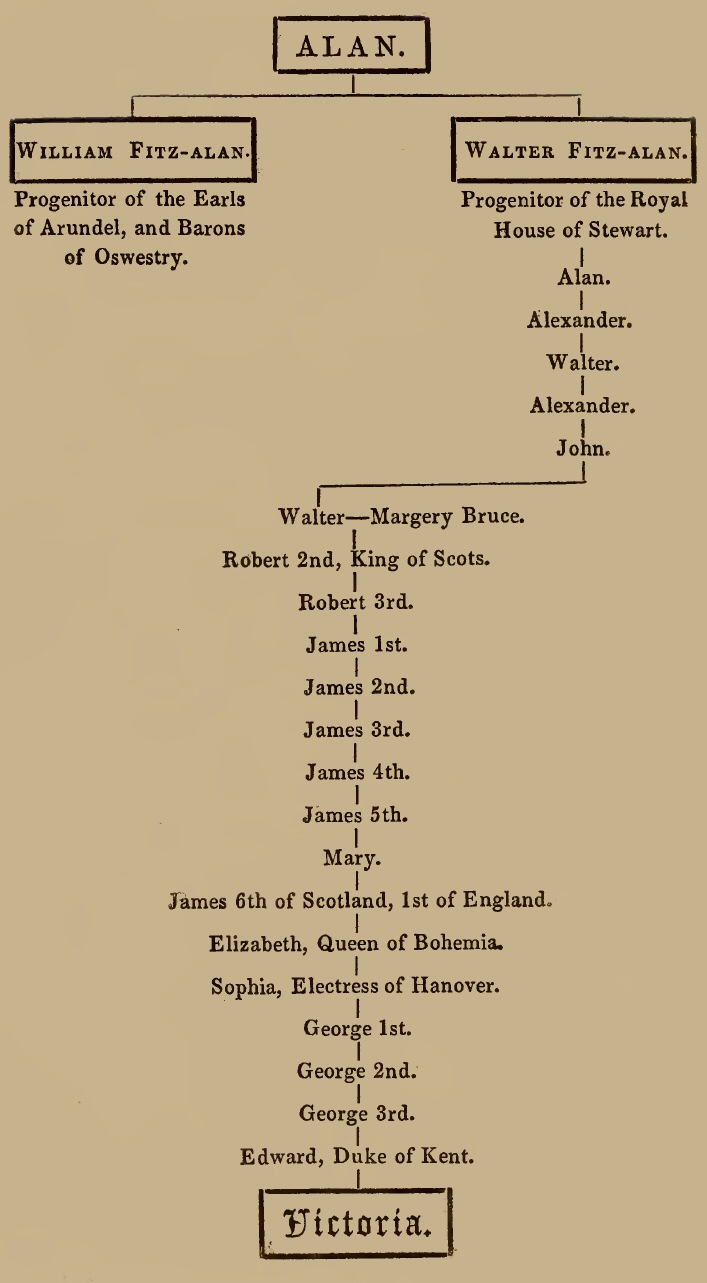 ALAN.
WILLIAM FITZ-ALAN.
Progenitor of the Earls
of Arundel, and Barons
of Oswestry.
WALTER FITZ-ALAN.
Progenitor of the Royal
House of Stewart.
Alan.
Alexander.
Walter.
Alexander.
John.
Walter—Margery Bruce.
Robert 2nd, King of Scots.
Robert 3rd.
James 1st.
James 2nd.
James 3rd.
James 4th.
James 5th.
Mary.
James 6th of Scotland, 1st of England.
Elizabeth, Queen of Bohemia.
Sophia, Electress of Hanover.
George 1st.
George 2nd.
George 3rd.
Edward, Duke of Kent.
Victoria.